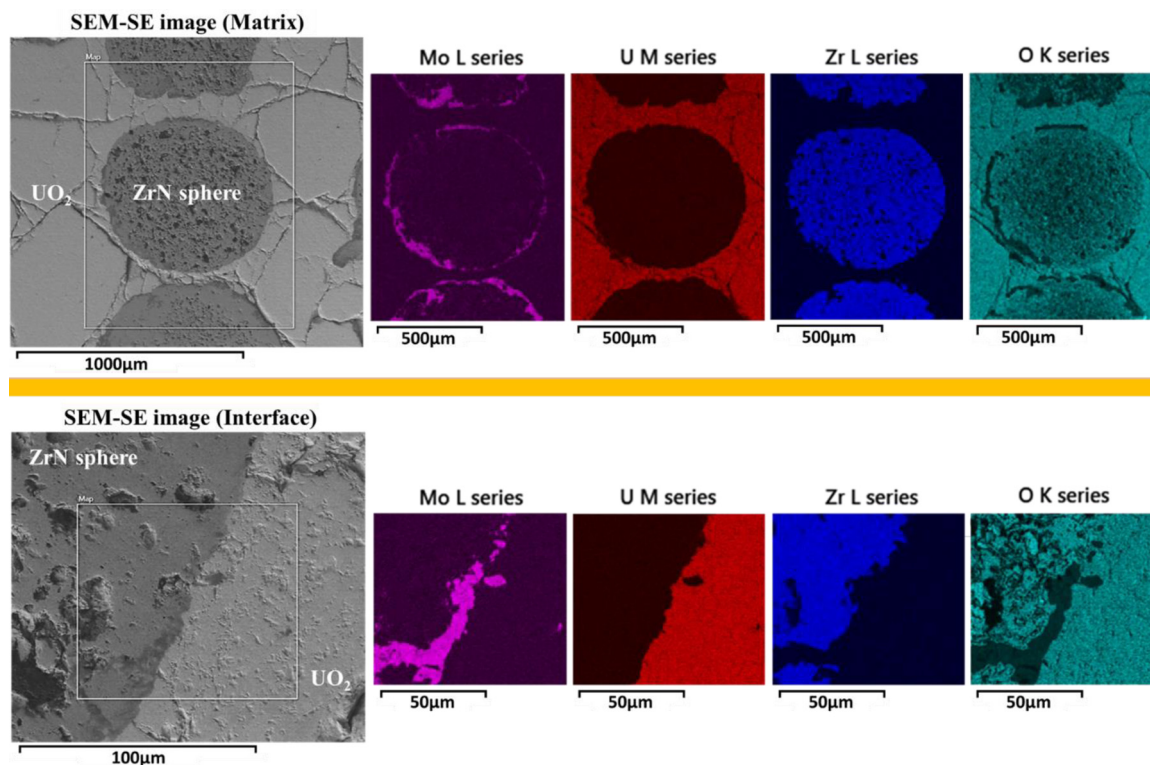 SEM-SE image (Matrix)
Mo L series
U M series
Zr L series
O K series
Map
UO₂
ZrN sphere
1000μm
500μm
500μm
500μm
500μm
SEM-SE image (Interface)
ZrN sphere
Mo L series
U M series
Zr L series
O K series
Map
UO₂
100μm
50μm
50μm
50μm
50μm